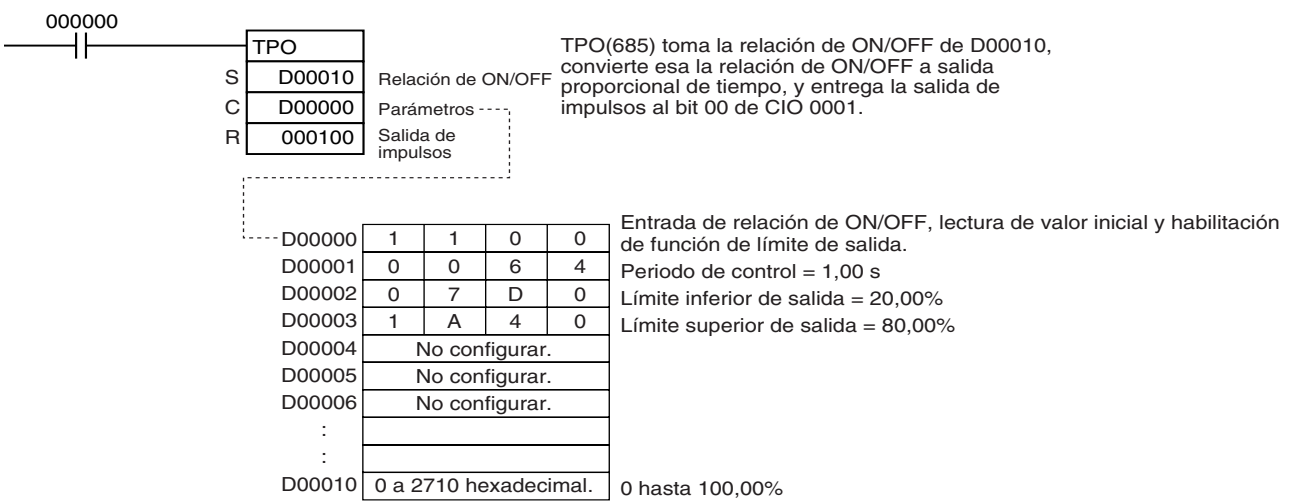 000000
TPO
S D00010 Relación de ON/OFF
C D00000 Parámetros
R 000100 Salida de
impulsos
TPO(685) toma la relación de ON/OFF de D00010,
convierte esa la relación de ON/OFF a salida
proporcional de tiempo, y entrega la salida de
impulsos al bit 00 de CIO 0001.
Entrada de relación de ON/OFF, lectura de valor inicial y habilitación
de función de límite de salida.
D00000 1 1 0 0
D00001 0 0 6 4 Periodo de control = 1,00 s
D00002 0 7 D 0 Límite inferior de salida = 20,00%
D00003 1 A 4 0 Límite superior de salida = 80,00%
D00004 No configurar.
D00005 No configurar.
D00006 No configurar.
:
:
D00010 0 a 2710 hexadecimal. 0 hasta 100,00%